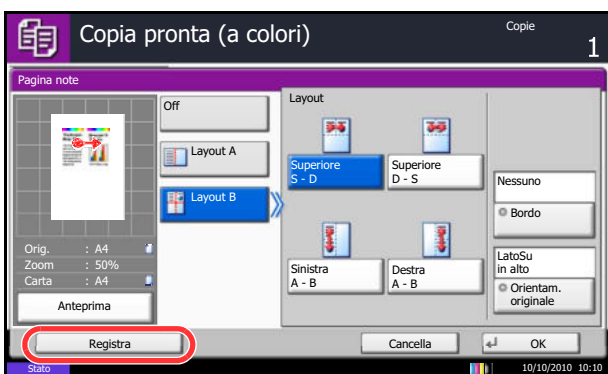 Copia pronta (a colori)
Copie
1
Pagina note
Off
Layout A
Layout B
Layout
Superiore
S - D
Superiore
D - S
Sinistra
A - B
Destra
A - B
Nessuno
Bordo
LatoSu
in alto
Orientam.
originale
Orig. : A4
Zoom : 50%
Carta : A4
Anteprima
Registra
Cancella
OK
Stato
10/10/2010 10:10